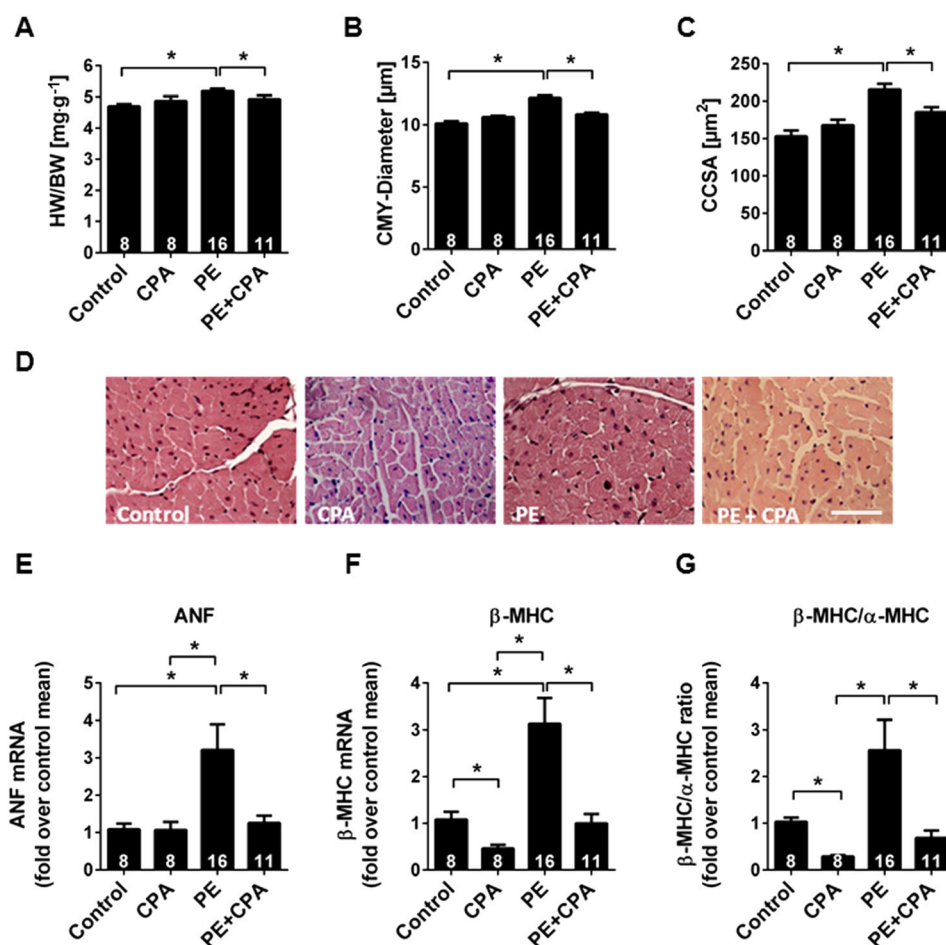 A
B
C
*
*
*
*
*
*
HW/BW [mg·g⁻¹]
6
5
4
3
2
1
0
8
8
16
11
Control
CPA
PE
PE+CPA
CMY-Diameter [µm]
15
10
5
0
8
8
16
11
Control
CPA
PE
PE+CPA
CCSA [µm²]
250
200
150
100
50
0
8
8
16
11
Control
CPA
PE
PE+CPA
D
Control
CPA
PE
PE + CPA
E
F
G
ANF
*
*
*
ANF mRNA
(fold over control mean)
5
4
3
2
1
0
8
8
16
11
Control
CPA
PE
PE+CPA
β-MHC
*
*
*
*
β-MHC mRNA
(fold over control mean)
4
3
2
1
0
8
8
16
11
Control
CPA
PE
PE+CPA
β-MHC/α-MHC
*
*
*
β-MHC/α-MHC ratio
(fold over control mean)
4
3
2
1
0
8
8
16
11
Control
CPA
PE
PE+CPA